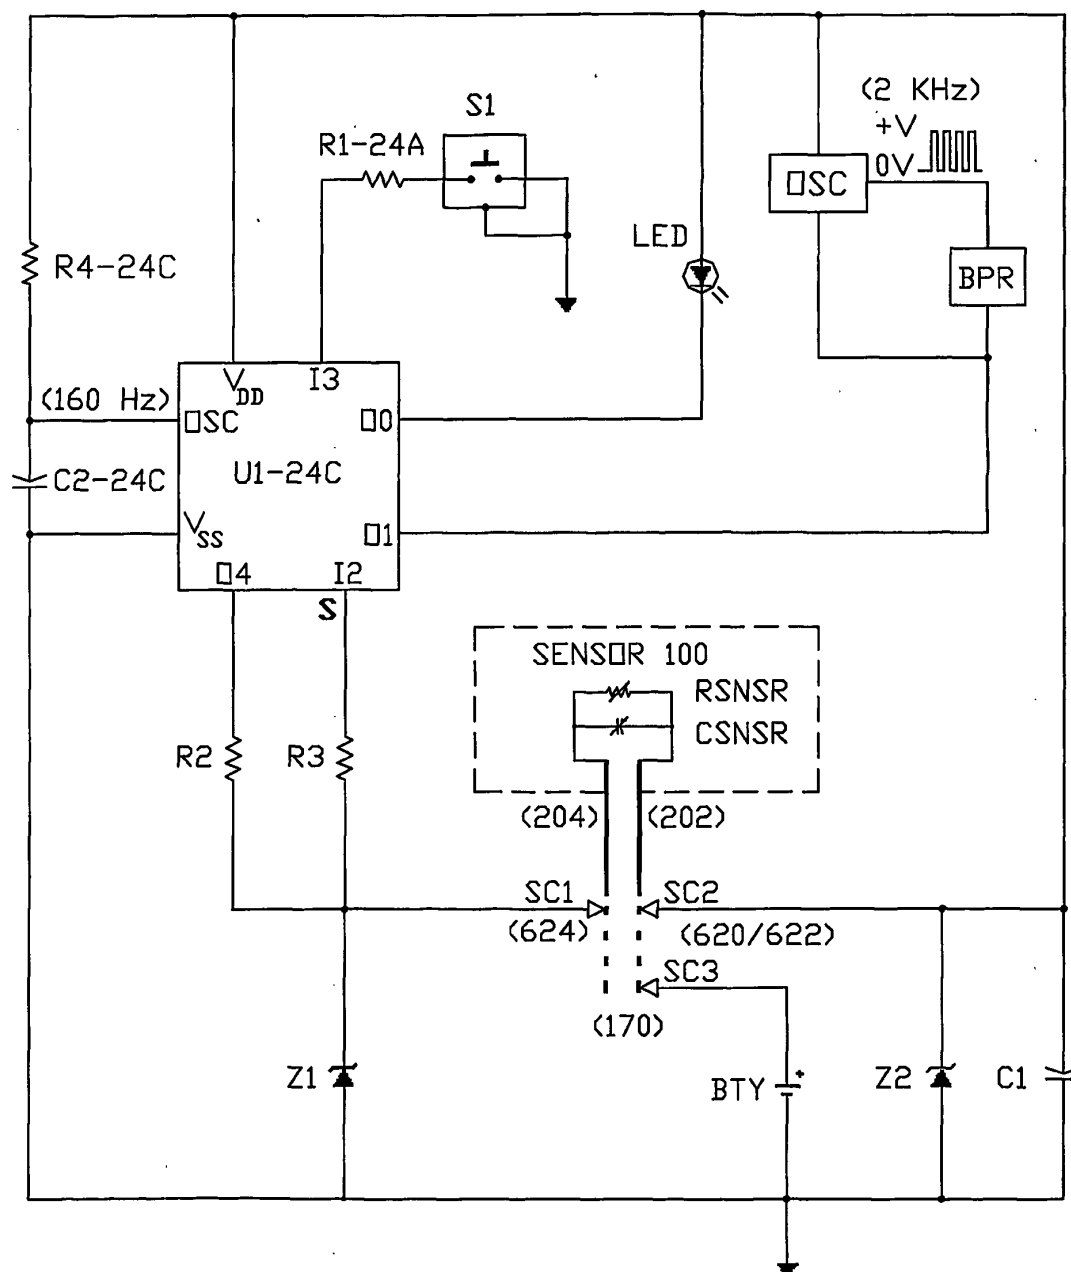 S1
(2 KHz)
R1-24A
+V
0V
OSC
LED
R4-24C
BPR
VDD
I3
(160 Hz)
OSC
O0
U1-24C
C2-24C
VSS
O1
O4
I2
S
SENSOR 100
RSNSR
CSNSR
R2
R3
(204)
(202)
SC1
SC2
(624)
(620/622)
SC3
(170)
Z1
BTY
+
Z2
C1